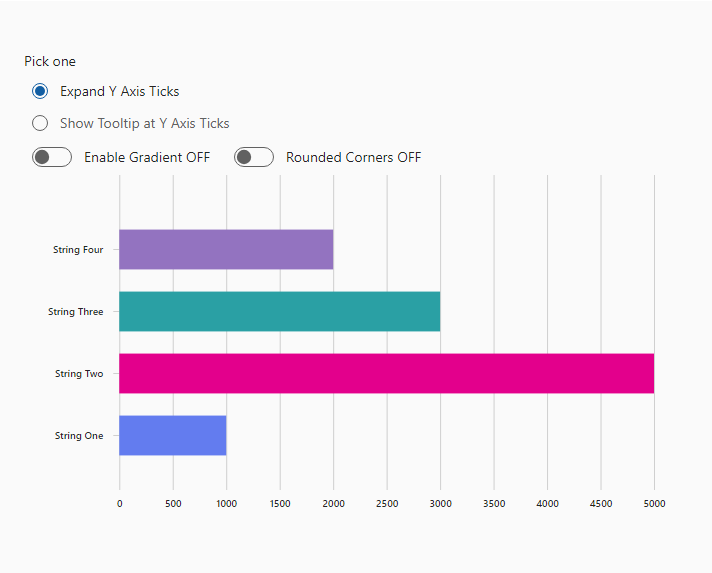 Pick one
Expand Y Axis Ticks
Show Tooltip at Y Axis Ticks
Enable Gradient OFF Rounded Corners OFF
String Four
String Three
String Two
String One
0 500 1000 1500 2000 2500 3000 3500 4000 4500 5000